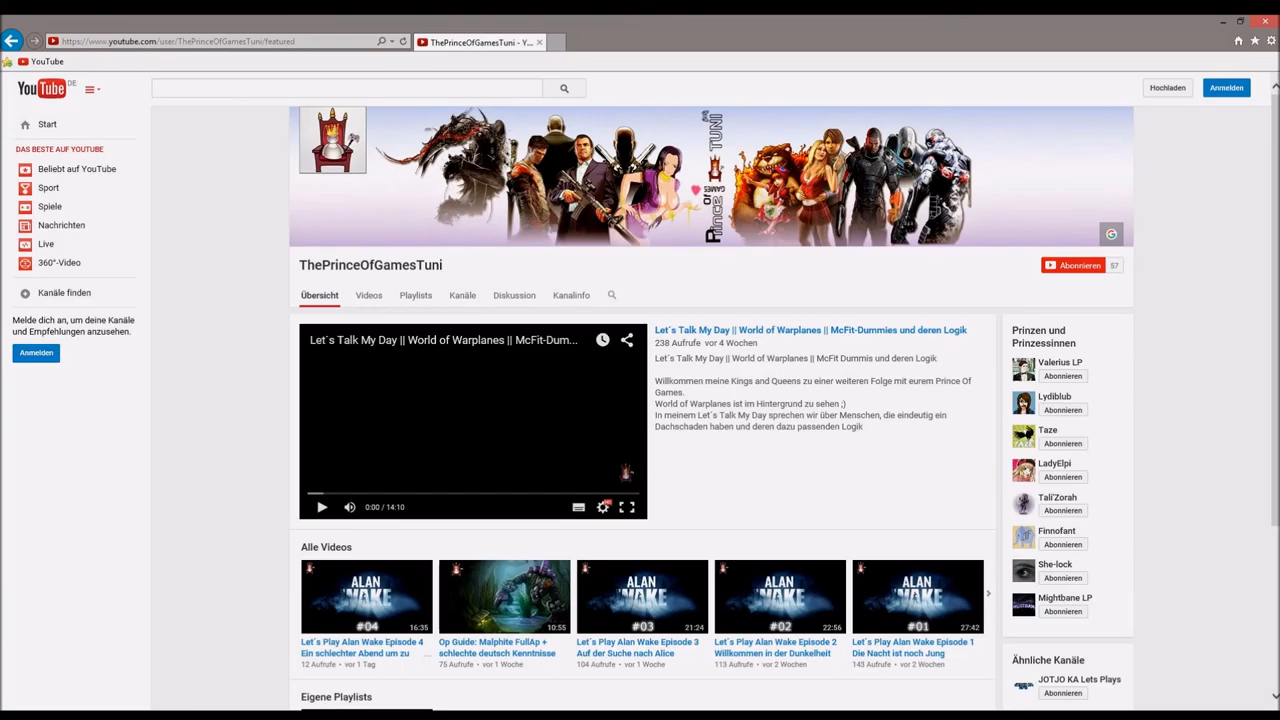 https://www.youtube.com/user/ThePrinceOfGamesTuni/featured
ThePrinceOfGamesTuni - Y...
YouTube
YouTube DE
Hochladen
Anmelden
Start
DAS BESTE AUF YOUTUBE
Beliebt auf YouTube
Sport
Spiele
Nachrichten
Live
360°-Video
Kanäle finden
Melde dich an, um deine Kanäle
und Empfehlungen anzusehen.
Anmelden
Prince Of GAMES TUNI
ThePrinceOfGamesTuni
Abonnieren 57
Übersicht Videos Playlists Kanäle Diskussion Kanalinfo
Let´s Talk My Day || World of Warplanes || McFit-Dum...
0:00 / 14:10
Let´s Talk My Day || World of Warplanes || McFit-Dummies und deren Logik
238 Aufrufe vor 4 Wochen
Let´s Talk My Day || World of Warplanes || McFit Dummis und deren Logik
Willkommen meine Kings and Queens zu einer weiteren Folge mit eurem Prince Of
Games.
World of Warplanes ist im Hintergrund zu sehen ;)
In meinem Let´s Talk My Day sprechen wir über Menschen, die eindeutig ein
Dachschaden haben und deren dazu passenden Logik
Prinzen und
Prinzessinnen
Valerius LP
Abonnieren
Lydiblub
Abonnieren
Taze
Abonnieren
LadyElpi
Abonnieren
Tali'Zorah
Abonnieren
Finnofant
Abonnieren
She-lock
Abonnieren
Mightbane LP
Abonnieren
Ähnliche Kanäle
JOTJO KA Lets Plays
Abonnieren
Alle Videos
ALAN WAKE #04 16:35
Let´s Play Alan Wake Episode 4
Ein schlechter Abend um zu ...
12 Aufrufe • vor 1 Tag
10:55
Op Guide: Malphite FullAp +
schlechte deutsch Kenntnisse
75 Aufrufe • vor 1 Woche
ALAN WAKE #03 21:24
Let´s Play Alan Wake Episode 3
Auf der Suche nach Alice
104 Aufrufe • vor 1 Woche
ALAN WAKE #02 22:56
Let´s Play Alan Wake Episode 2
Willkommen in der Dunkelheit
113 Aufrufe • vor 2 Wochen
ALAN WAKE #01 27:42
Let´s Play Alan Wake Episode 1
Die Nacht ist noch Jung
143 Aufrufe • vor 2 Wochen
Eigene Playlists